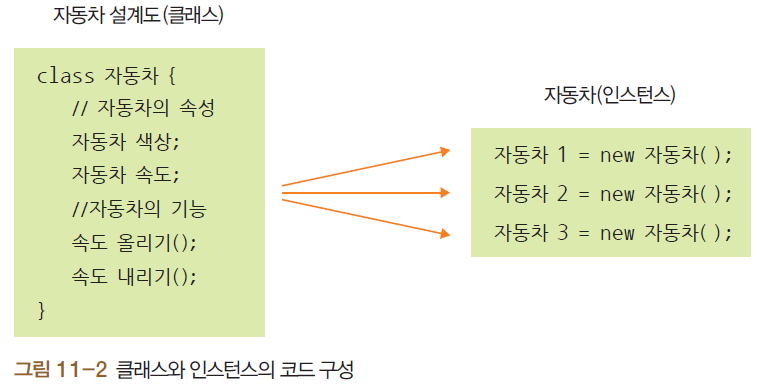 자동차 설계도(클래스)
class 자동차 {
// 자동차의 속성
자동차 색상;
자동차 속도;
//자동차의 기능
속도 올리기();
속도 내리기();
}
자동차(인스턴스)
자동차 1 = new 자동차( );
자동차 2 = new 자동차( );
자동차 3 = new 자동차( );
그림 11-2 클래스와 인스턴스의 코드 구성